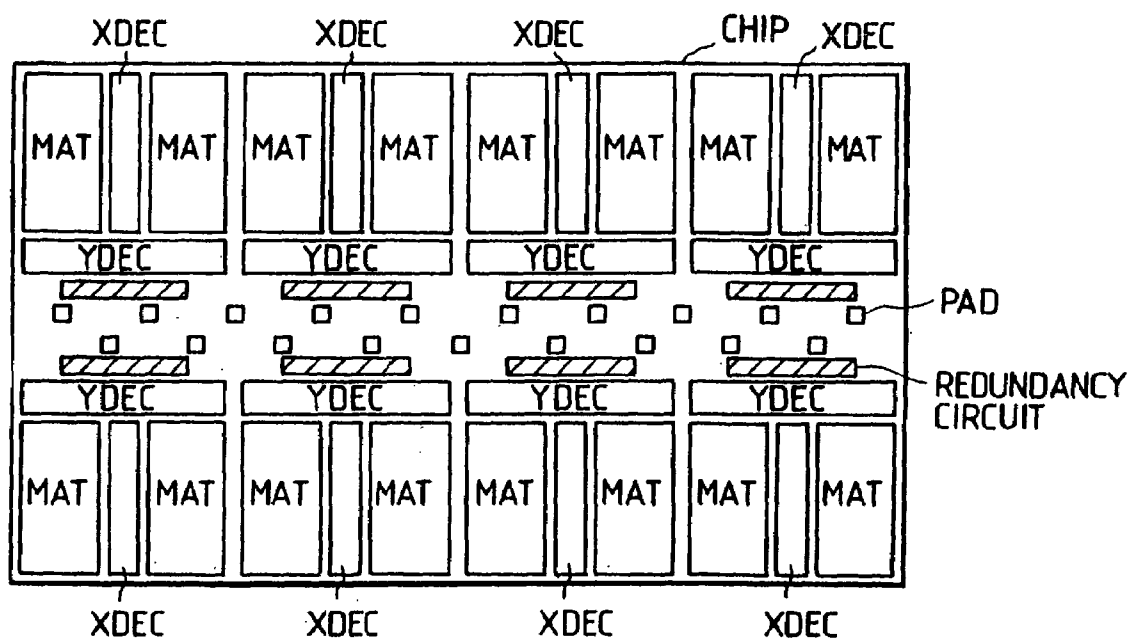 XDEC XDEC XDEC CHIP XDEC
MAT MAT MAT MAT MAT MAT MAT MAT
YDEC YDEC YDEC YDEC
PAD
YDEC YDEC YDEC YDEC
REDUNDANCY
CIRCUIT
MAT MAT MAT MAT MAT MAT MAT MAT
XDEC XDEC XDEC XDEC